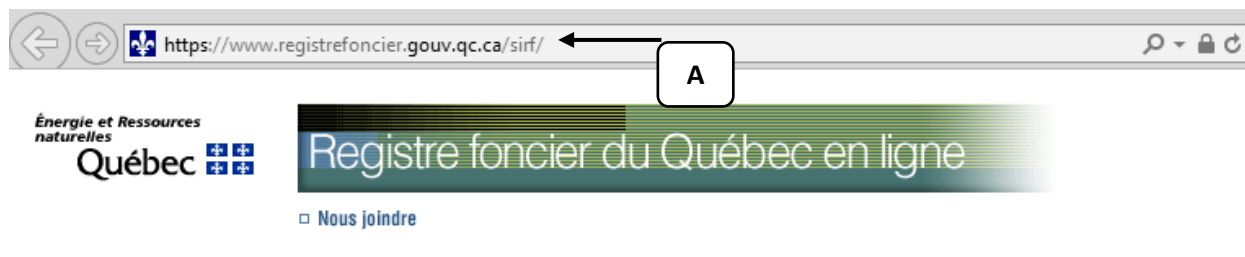 https://www.registrefoncier.gouv.qc.ca/sirf/
A
Énergie et Ressources
naturelles
Québec
Registre foncier du Québec en ligne
Nous joindre